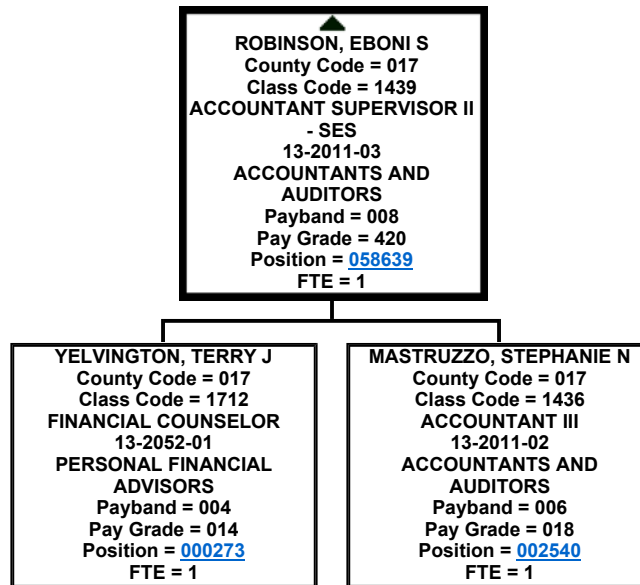 ROBINSON, EBONI S
County Code = 017
Class Code = 1439
ACCOUNTANT SUPERVISOR II
- SES
13-2011-03
ACCOUNTANTS AND
AUDITORS
Payband = 008
Pay Grade = 420
Position = 058639
FTE = 1
YELVINGTON, TERRY J
County Code = 017
Class Code = 1712
FINANCIAL COUNSELOR
13-2052-01
PERSONAL FINANCIAL
ADVISORS
Payband = 004
Pay Grade = 014
Position = 000273
FTE = 1
MASTRUZZO, STEPHANIE N
County Code = 017
Class Code = 1436
ACCOUNTANT III
13-2011-02
ACCOUNTANTS AND
AUDITORS
Payband = 006
Pay Grade = 018
Position = 002540
FTE = 1